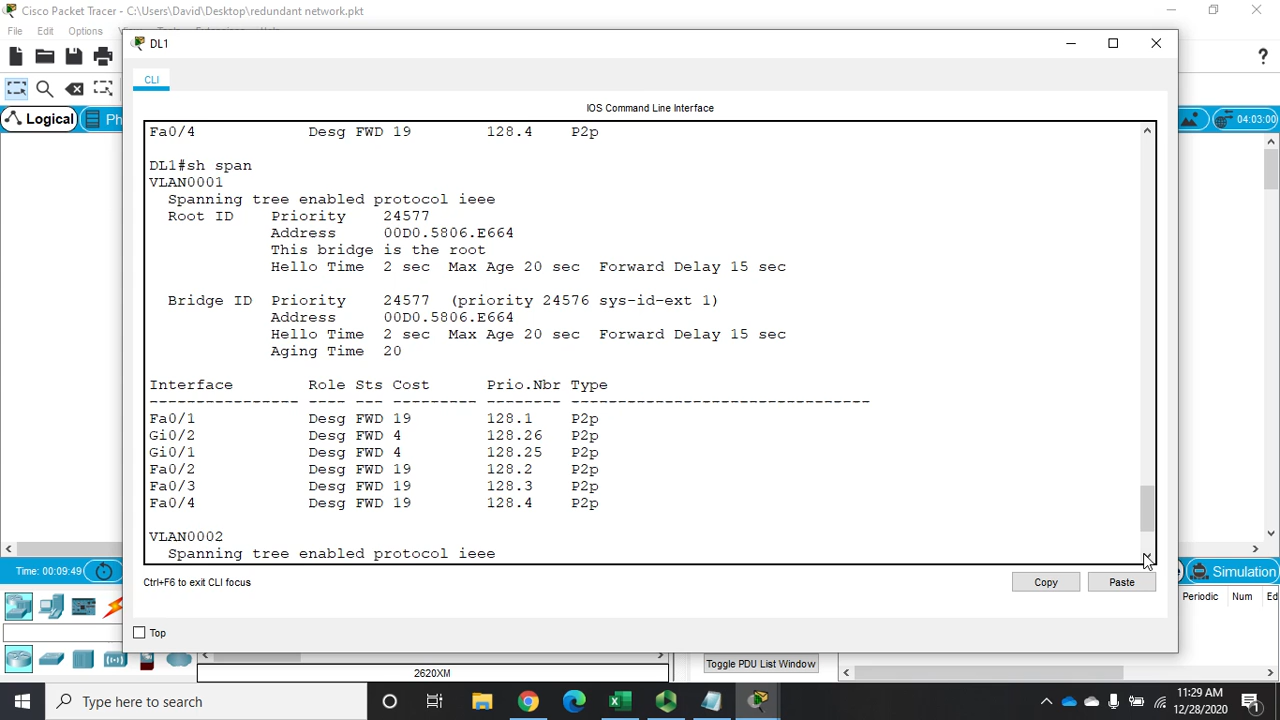 Cisco Packet Tracer - C:\Users\David\Desktop\redundant network.pkt
File Edit Options
DL1
CLI
IOS Command Line Interface
Logical
Ph
04:03:00
Fa0/4 Desg FWD 19 128.4 P2p
DL1#sh span
VLAN0001
Spanning tree enabled protocol ieee
Root ID Priority 24577
Address 00D0.5806.E664
This bridge is the root
Hello Time 2 sec Max Age 20 sec Forward Delay 15 sec
Bridge ID Priority 24577 (priority 24576 sys-id-ext 1)
Address 00D0.5806.E664
Hello Time 2 sec Max Age 20 sec Forward Delay 15 sec
Aging Time 20
Interface Role Sts Cost Prio.Nbr Type
---------------- ---- --- --------- -------- --------------------------------
Fa0/1 Desg FWD 19 128.1 P2p
Gi0/2 Desg FWD 4 128.26 P2p
Gi0/1 Desg FWD 4 128.25 P2p
Fa0/2 Desg FWD 19 128.2 P2p
Fa0/3 Desg FWD 19 128.3 P2p
Fa0/4 Desg FWD 19 128.4 P2p
VLAN0002
Spanning tree enabled protocol ieee
Ctrl+F6 to exit CLI focus
Copy
Paste
Top
Time: 00:09:49
Simulation
Periodic Num Ed
2620XM
Toggle PDU List Window
Type here to search
11:29 AM
12/28/2020
1